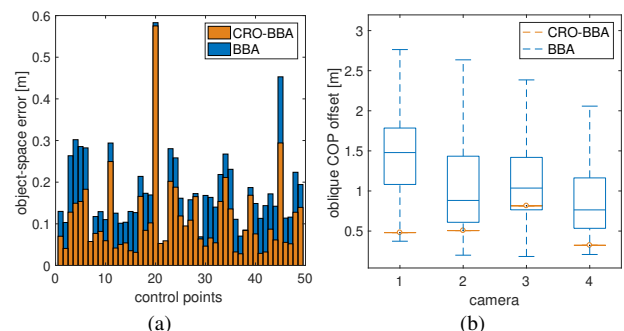 0.6
0.5
0.4
0.3
0.2
0.1
0
object-space error [m]
CRO-BBA
BBA
0 10 20 30 40 50
control points
(a)
3
2.5
2
1.5
1
0.5
oblique COP offset [m]
CRO-BBA
BBA
1 2 3 4
camera
(b)